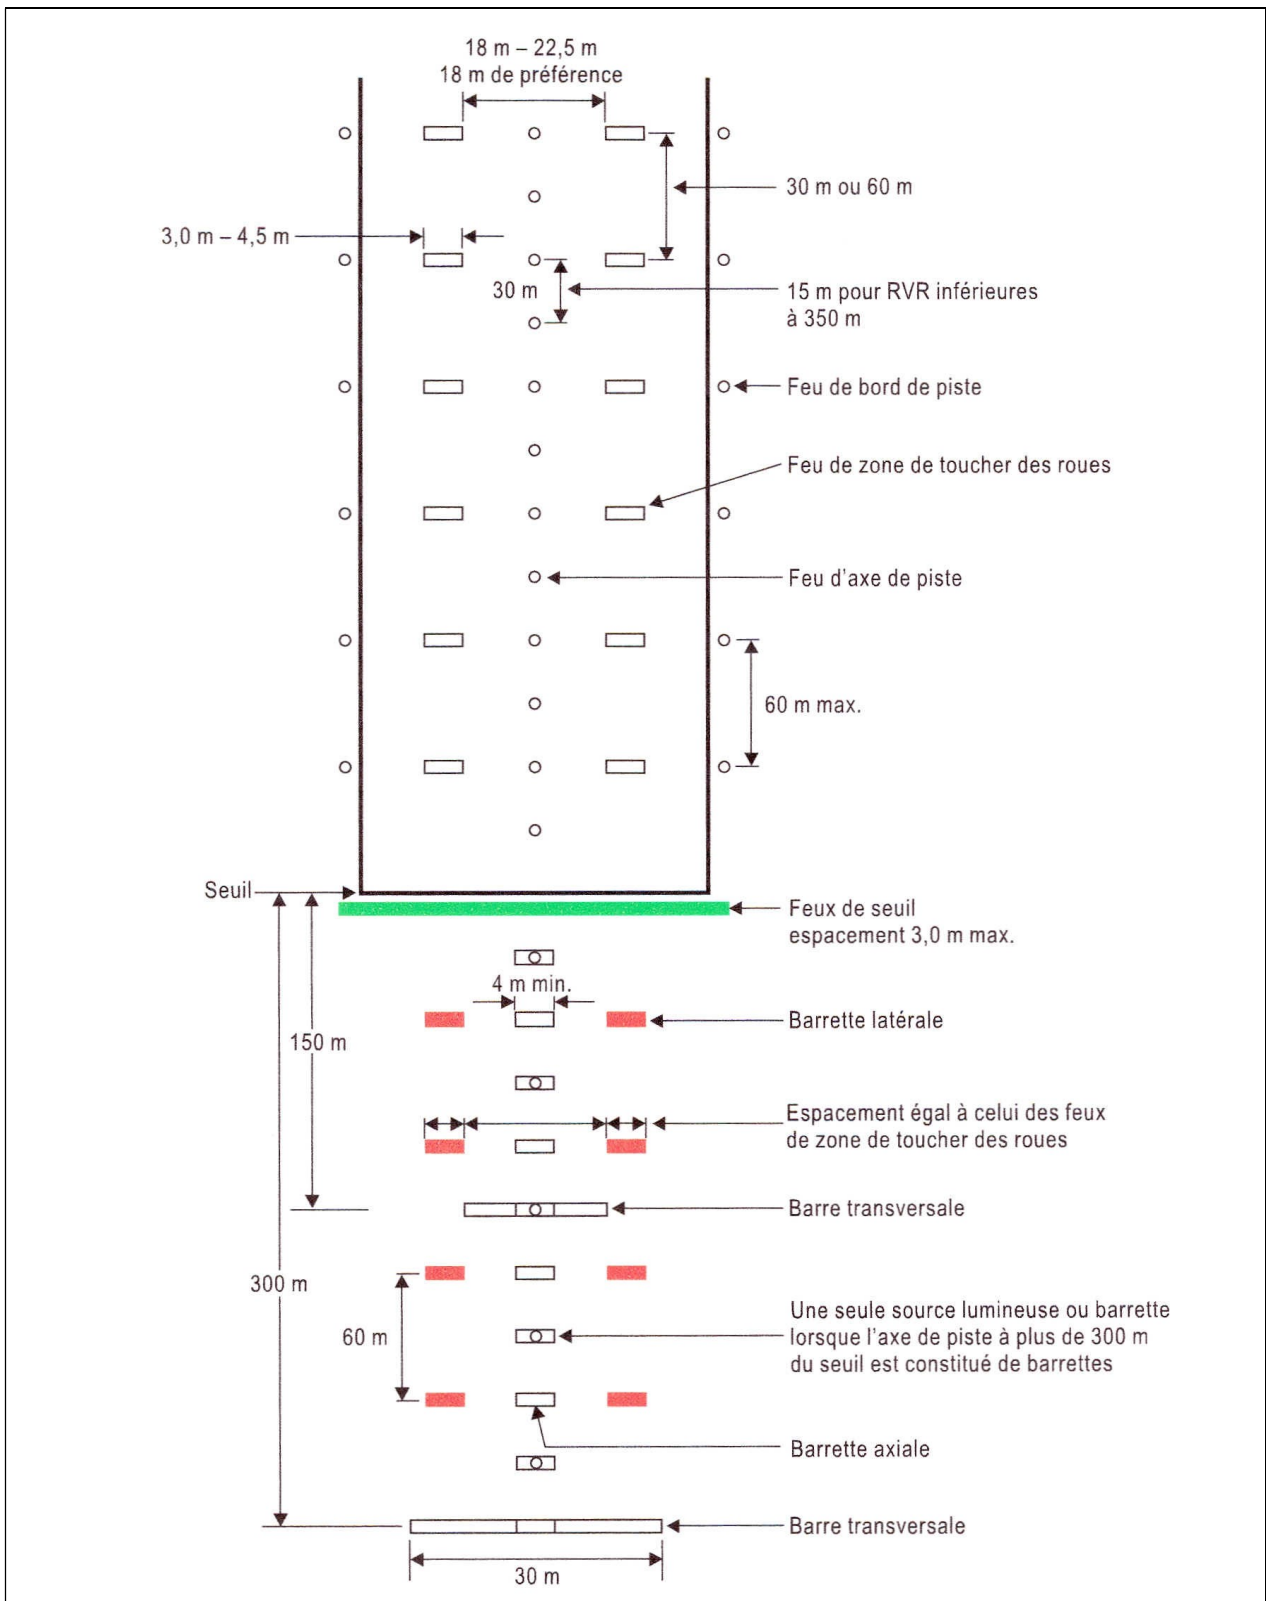 18 m – 22,5 m
18 m de préférence
30 m ou 60 m
3,0 m – 4,5 m
30 m
15 m pour RVR inférieures
à 350 m
Feu de bord de piste
Feu de zone de toucher des roues
Feu d'axe de piste
60 m max.
Seuil
Feux de seuil
espacement 3,0 m max.
4 m min.
Barrette latérale
150 m
Espacement égal à celui des feux
de zone de toucher des roues
Barre transversale
300 m
60 m
Une seule source lumineuse ou barrette
lorsque l'axe de piste à plus de 300 m
du seuil est constitué de barrettes
Barrette axiale
Barre transversale
30 m